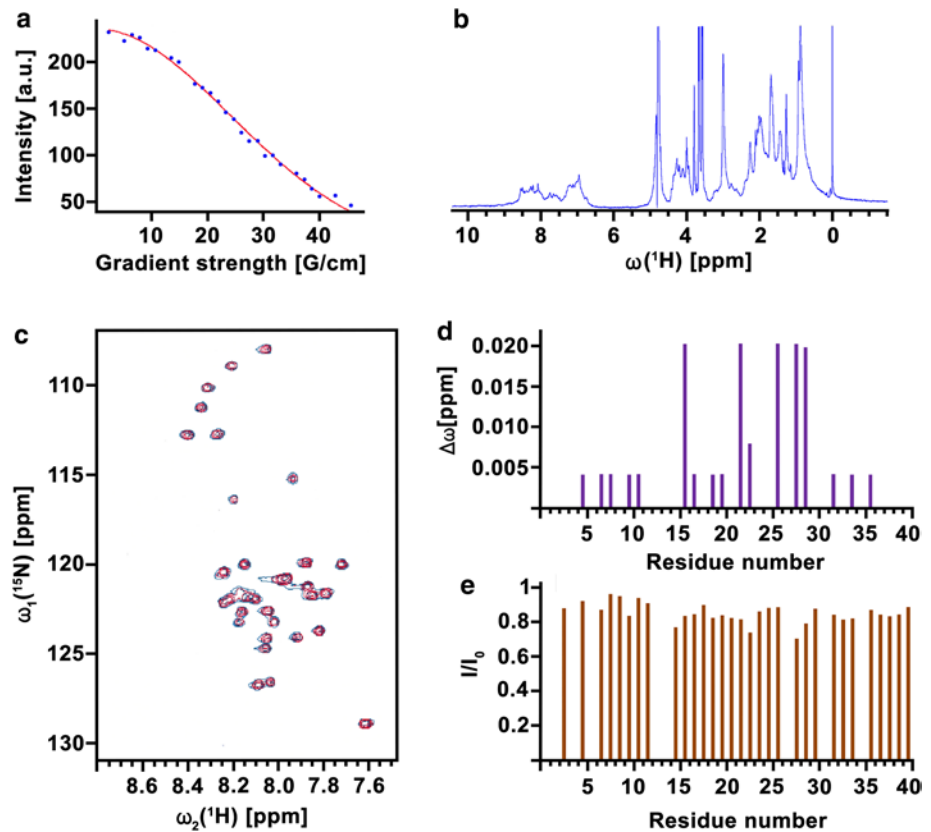 a
Intensity [a.u.]
200
150
100
50
10 20 30 40
Gradient strength [G/cm]
b
10 8 6 4 2 0
ω(¹H) [ppm]
c
ω₁(¹⁵N) [ppm]
110
115
120
125
130
8.6 8.4 8.2 8.0 7.8 7.6
ω₂(¹H) [ppm]
d
Δω[ppm]
0.020
0.015
0.010
0.005
5 10 15 20 25 30 35 40
Residue number
e
I/I₀
1
0.8
0.6
0.4
0.2
5 10 15 20 25 30 35 40
Residue number